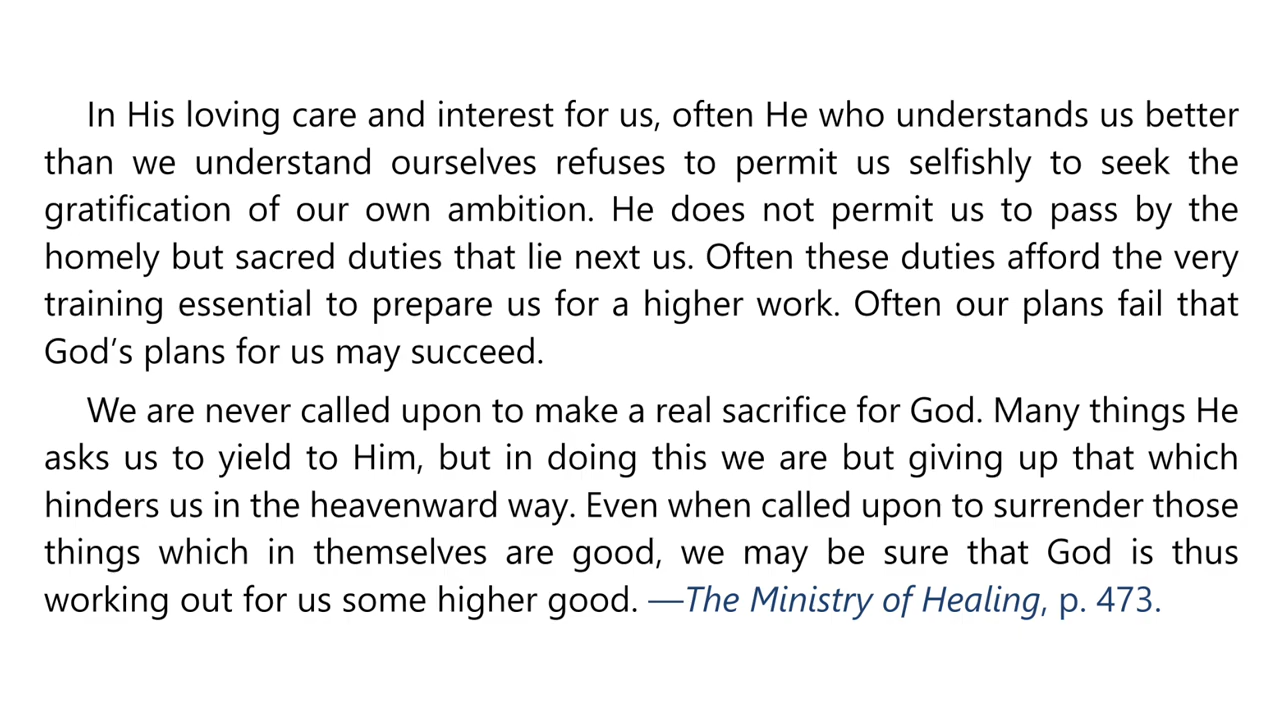 In His loving care and interest for us, often He who understands us better
than we understand ourselves refuses to permit us selfishly to seek the
gratification of our own ambition. He does not permit us to pass by the
homely but sacred duties that lie next us. Often these duties afford the very
training essential to prepare us for a higher work. Often our plans fail that
God’s plans for us may succeed.
We are never called upon to make a real sacrifice for God. Many things He
asks us to yield to Him, but in doing this we are but giving up that which
hinders us in the heavenward way. Even when called upon to surrender those
things which in themselves are good, we may be sure that God is thus
working out for us some higher good. —The Ministry of Healing, p. 473.